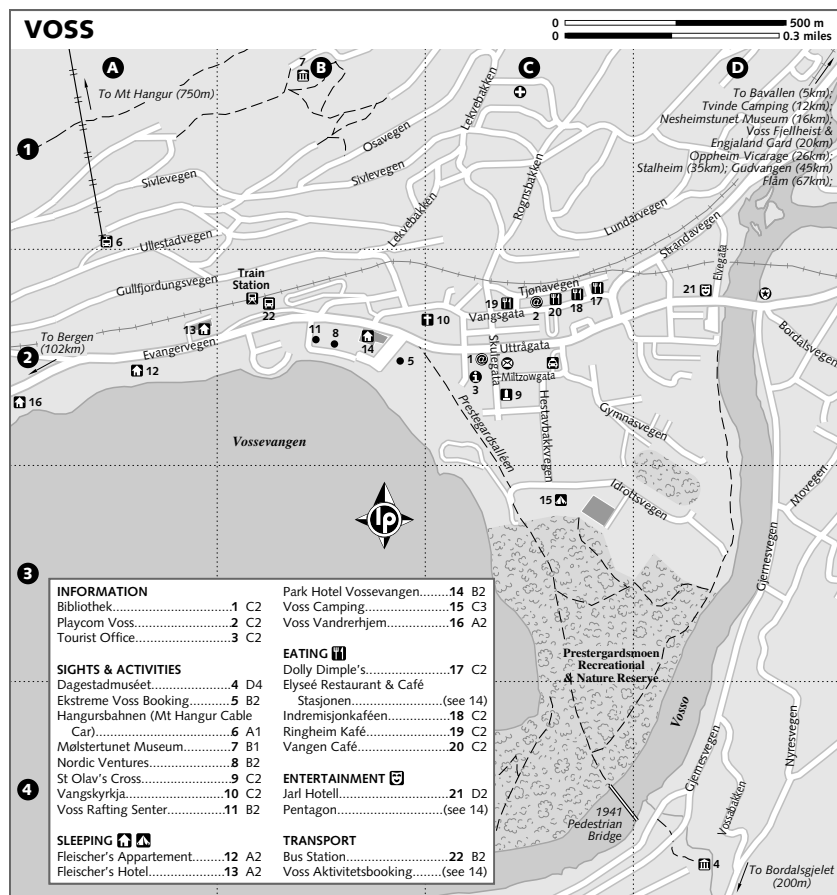 VOSS
0 500 m
0 0.3 miles
A
B
C
D
1
2
3
4
To Mt Hangur (750m)
7
To Bavallen (5km);
Tvinde Camping (12km);
Nesheimstunet Museum (16km);
Voss Fjellheist &
Engjaland Gard (20km)
Oppheim Vicarage (26km);
Stalheim (35km); Gudvangen (45km)
Flåm (67km);
Lekvebakken
Osavegen
Sivlevegen
Sivlevegen
Rognsbakken
Lundarvegen
Strandavegen
Elvegata
Lekvebakken
6
Ullestadvegen
Gullfjordungsvegen
Train
Station
22
Tjønavegen
19
2
20
18
17
21
Vangsgata
10
13
11
8
14
5
To Bergen
(102km)
Evangervegen
12
16
1
Skulegata
Uttrågata
Miltzowgata
3
9
Bordalsvegen
Prestegardsalléen
Hestavbakkvegen
Gymnasvegen
Vossevangen
lp
15
Idrottsvegen
Movegen
Gjernesvegen
Prestergardsmoen
Recreational
& Nature Reserve
Vosso
Gjernesvegen
Nyresvegen
Vossabakken
1941
Pedestrian
Bridge
4
To Bordalsgjelet
(200m)
INFORMATION
Bibliothek 1 C2
Playcom Voss 2 C2
Tourist Office 3 C2
SIGHTS & ACTIVITIES
Dagestadmuséet 4 D4
Ekstreme Voss Booking 5 B2
Hangursbahnen (Mt Hangur Cable
Car) 6 A1
Mølstertunet Museum 7 B1
Nordic Ventures 8 B2
St Olav's Cross 9 C2
Vangskyrkja 10 C2
Voss Rafting Senter 11 B2
SLEEPING
Fleischer's Appartement 12 A2
Fleischer's Hotel 13 A2
Park Hotel Vossevangen 14 B2
Voss Camping 15 C3
Voss Vandrerhjem 16 A2
EATING
Dolly Dimple's 17 C2
Elyseé Restaurant & Café
Stasjonen (see 14)
Indremisjonkaféen 18 C2
Ringheim Kafé 19 C2
Vangen Café 20 C2
ENTERTAINMENT
Jarl Hotell 21 D2
Pentagon (see 14)
TRANSPORT
Bus Station 22 B2
Voss Aktivitetsbooking (see 14)